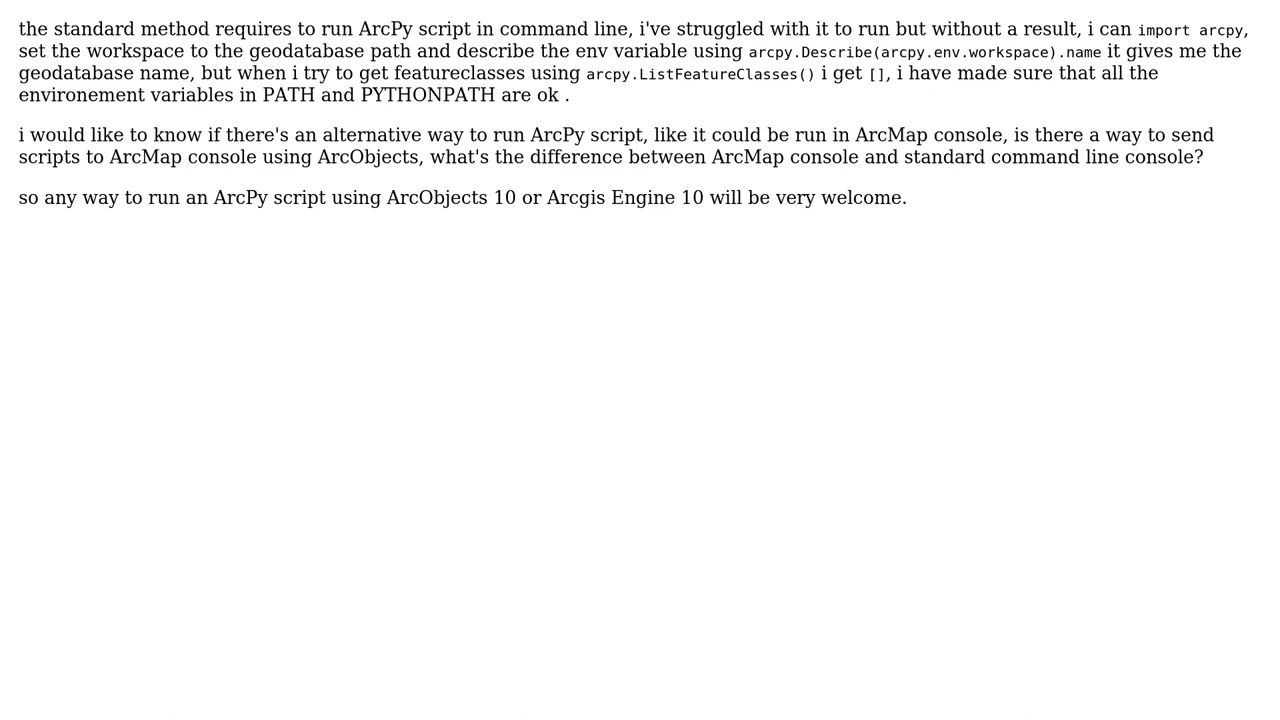 the standard method requires to run ArcPy script in command line, i've struggled with it to run but without a result, i can import arcpy,
set the workspace to the geodatabase path and describe the env variable using arcpy.Describe(arcpy.env.workspace).name it gives me the
geodatabase name, but when i try to get featureclasses using arcpy.ListFeatureClasses() i get [], i have made sure that all the
environement variables in PATH and PYTHONPATH are ok .
i would like to know if there's an alternative way to run ArcPy script, like it could be run in ArcMap console, is there a way to send
scripts to ArcMap console using ArcObjects, what's the difference between ArcMap console and standard command line console?
so any way to run an ArcPy script using ArcObjects 10 or Arcgis Engine 10 will be very welcome.